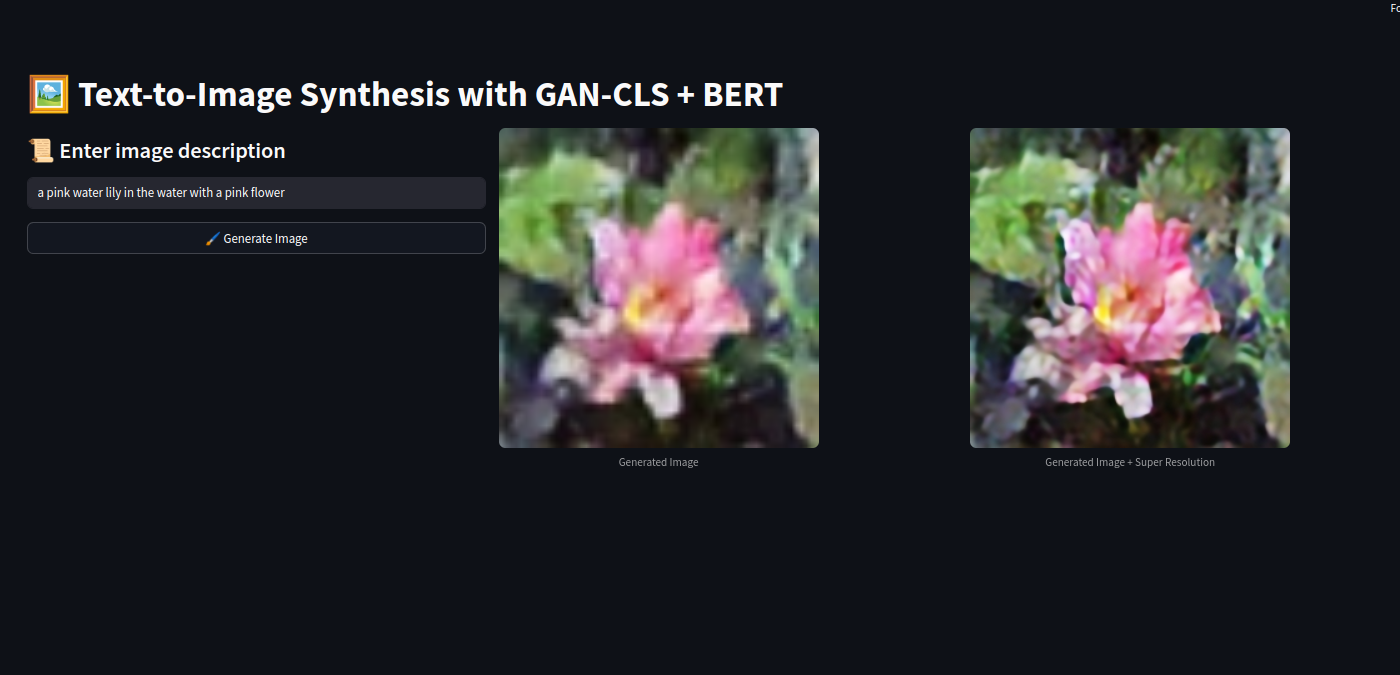 Text-to-Image Synthesis with GAN-CLS + BERT
Enter image description
a pink water lily in the water with a pink flower
Generate Image
Generated Image
Generated Image + Super Resolution